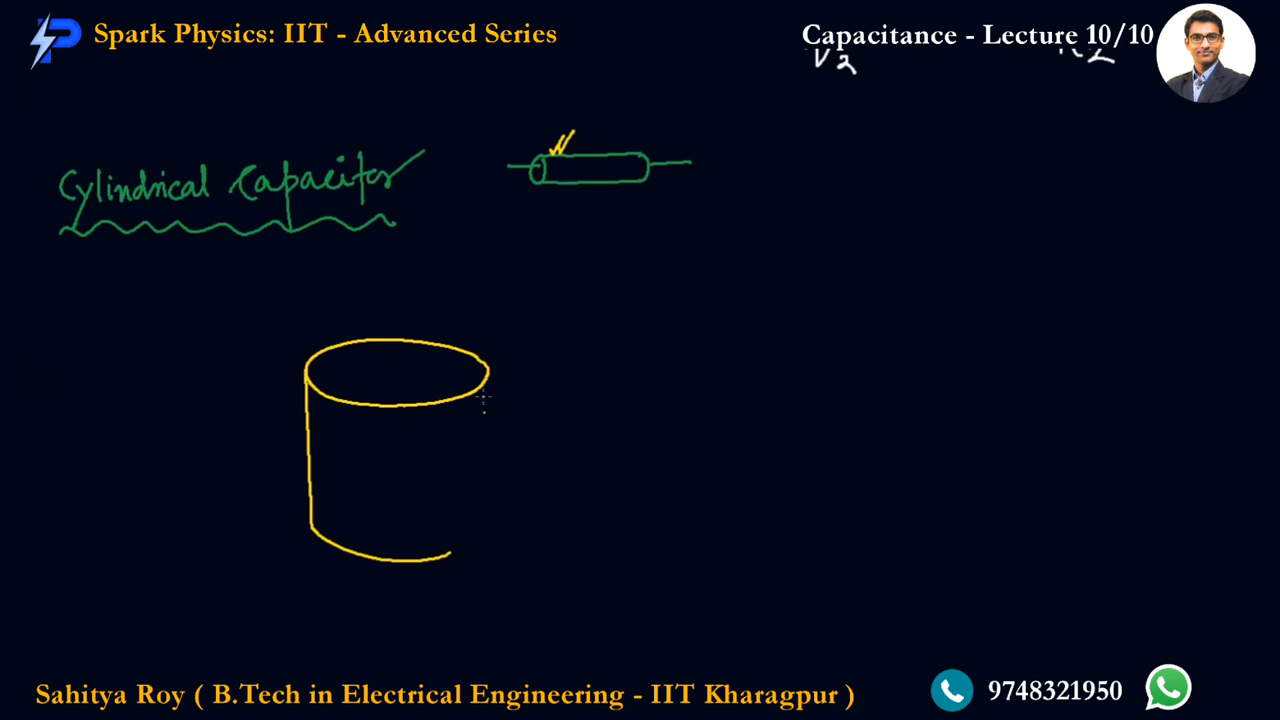 Spark Physics: IIT - Advanced Series
Capacitance - Lecture 10/10
V2
Cylindrical Capacitor
Sahitya Roy ( B.Tech in Electrical Engineering - IIT Kharagpur )
9748321950